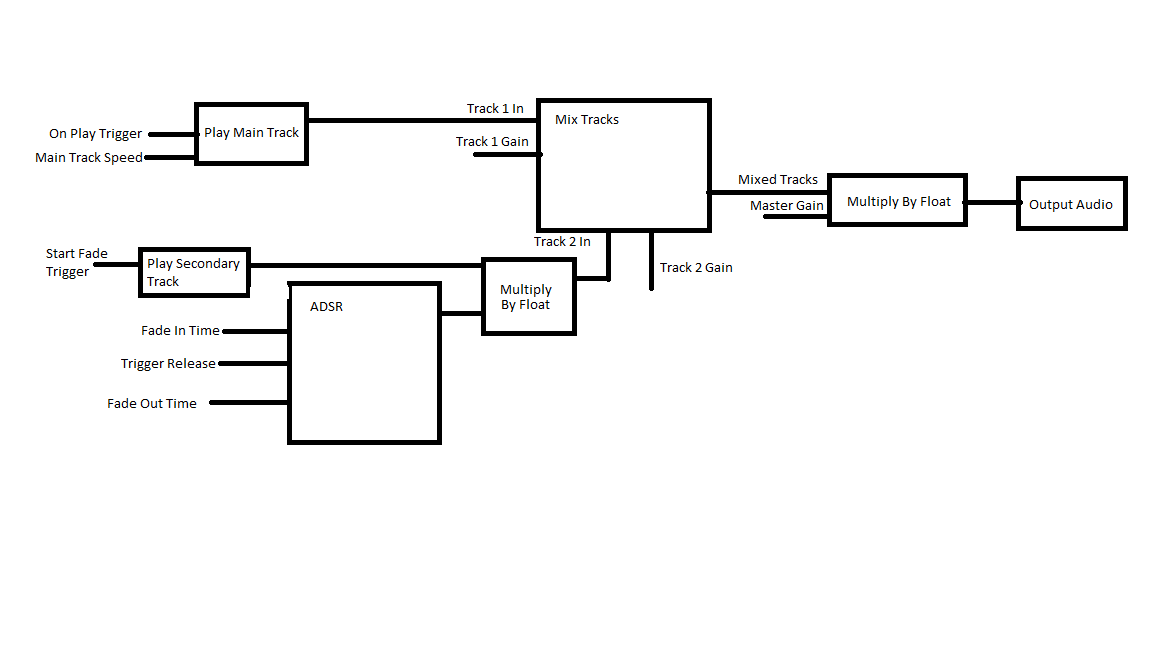 Track 1 In
Mix Tracks
On Play Trigger
Play Main Track
Track 1 Gain
Main Track Speed
Mixed Tracks
Master Gain
Multiply By Float
Output Audio
Track 2 In
Start Fade
Trigger
Play Secondary
Track
Track 2 Gain
Multiply
By Float
ADSR
Fade In Time
Trigger Release
Fade Out Time